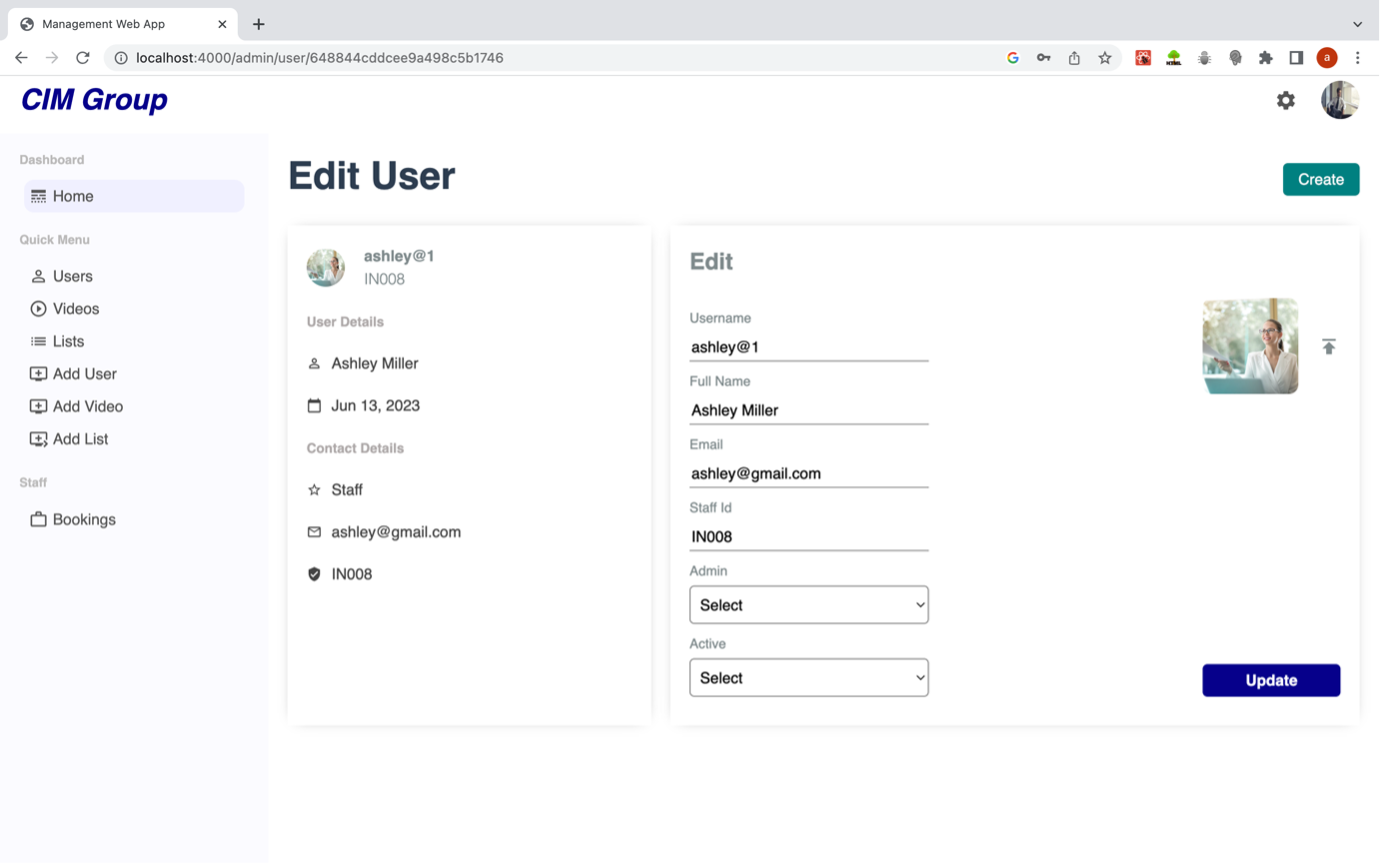 Management Web App
localhost:4000/admin/user/648844cddcee9a498c5b1746
a
CIM Group
Dashboard
Home
Quick Menu
Users
Videos
Lists
Add User
Add Video
Add List
Staff
Bookings
Edit User
Create
ashley@1
IN008
User Details
Ashley Miller
Jun 13, 2023
Contact Details
Staff
ashley@gmail.com
IN008
Edit
Username
ashley@1
Full Name
Ashley Miller
Email
ashley@gmail.com
Staff Id
IN008
Admin
Select
Active
Select
Update